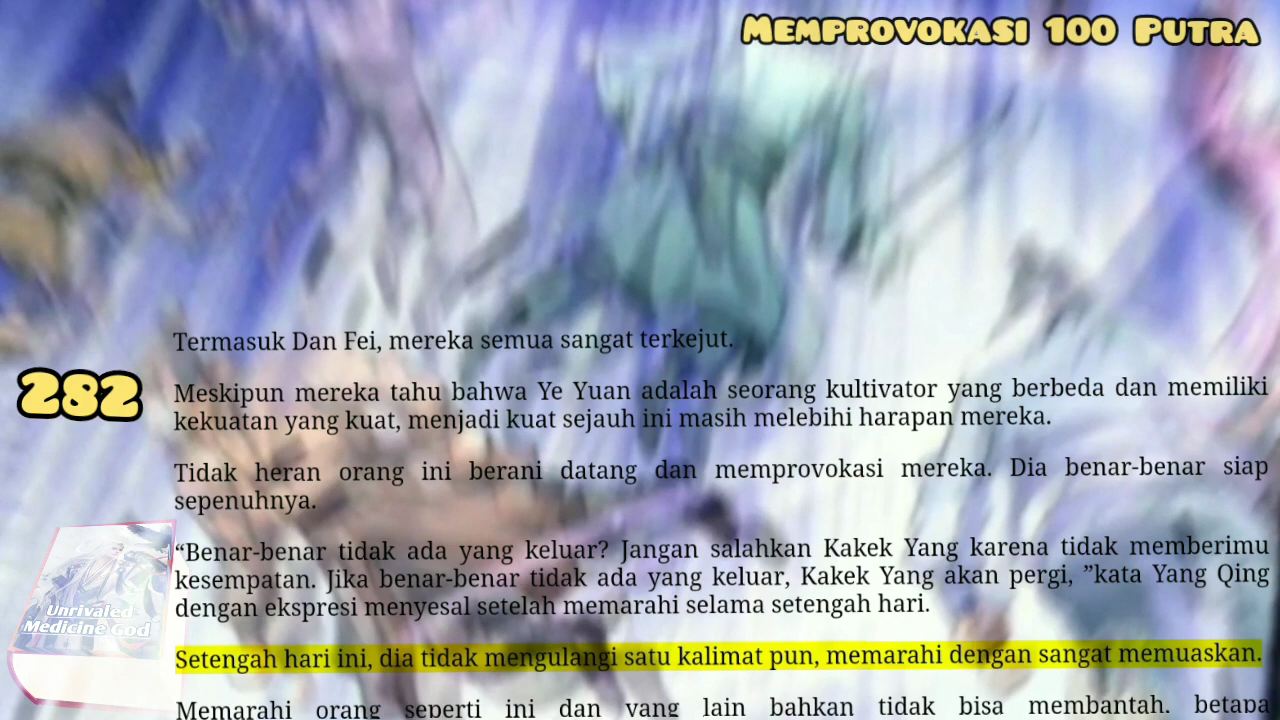 Memprovokasi 100 Putra
Termasuk Dan Fei, mereka semua sangat terkejut.
282
Meskipun mereka tahu bahwa Ye Yuan adalah seorang kultivator yang berbeda dan memiliki
kekuatan yang kuat, menjadi kuat sejauh ini masih melebihi harapan mereka.
Tidak heran orang ini berani datang dan memprovokasi mereka. Dia benar-benar siap
sepenuhnya.
“Benar-benar tidak ada yang keluar? Jangan salahkan Kakek Yang karena tidak memberimu
kesempatan. Jika benar-benar tidak ada yang keluar, Kakek Yang akan pergi, ”kata Yang Qing
dengan ekspresi menyesal setelah memarahi selama setengah hari.
Unrivaled
Medicine God
Setengah hari ini, dia tidak mengulangi satu kalimat pun, memarahi dengan sangat memuaskan.
Memarahi orang seperti ini dan yang lain bahkan tidak bisa membantah, betapa